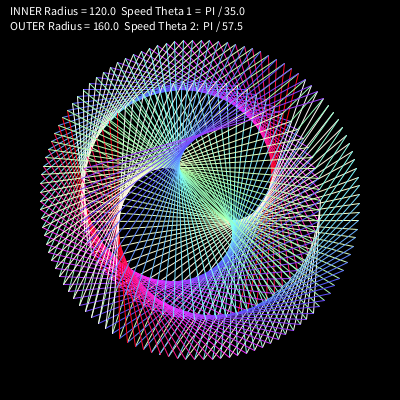 INNER Radius = 120.0  Speed Theta 1 =  PI / 35.0
OUTER Radius = 160.0  Speed Theta 2:  PI / 57.5